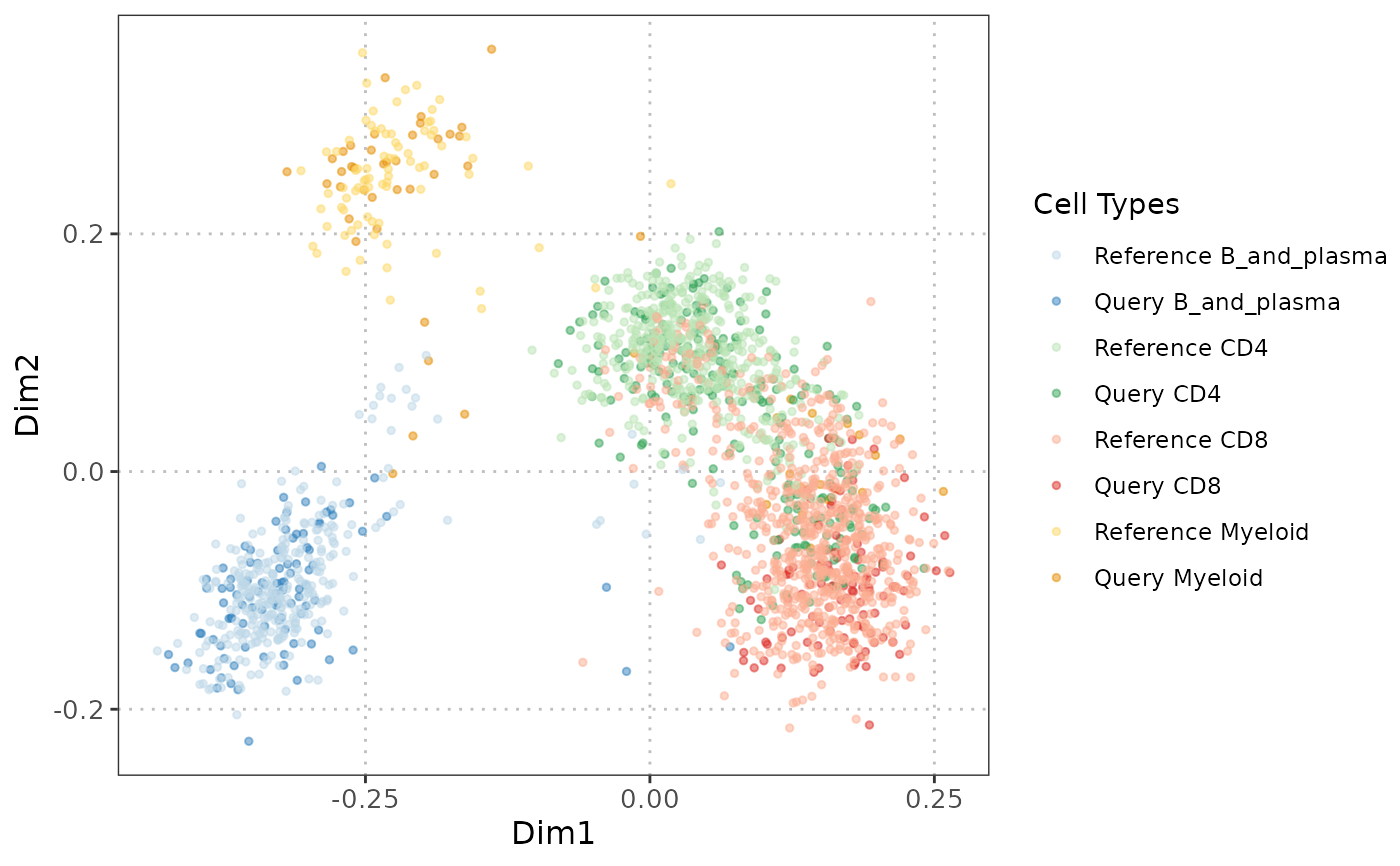 0.2
0.0
-0.2
-0.25
0.00
0.25
Dim1
Dim2
Cell Types
Reference B_and_plasma
Query B_and_plasma
Reference CD4
Query CD4
Reference CD8
Query CD8
Reference Myeloid
Query Myeloid